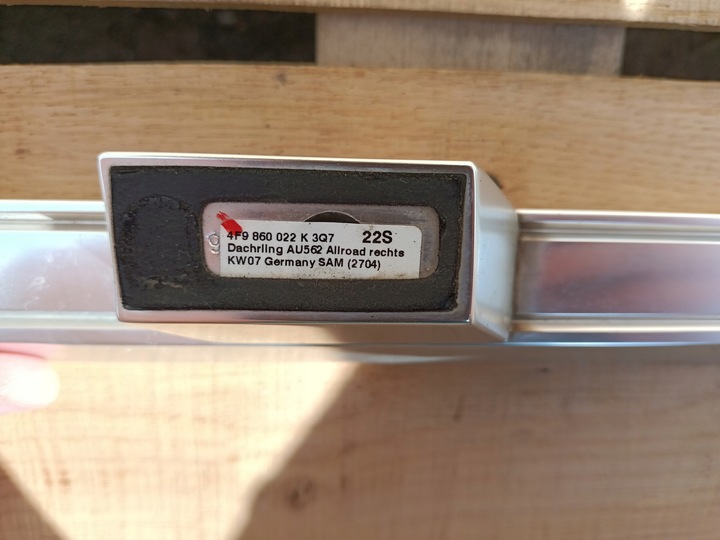 4F9 860 022 K 3Q7 22S
Dachrling AU562 Allroad rechts
KW07 Germany SAM (2704)